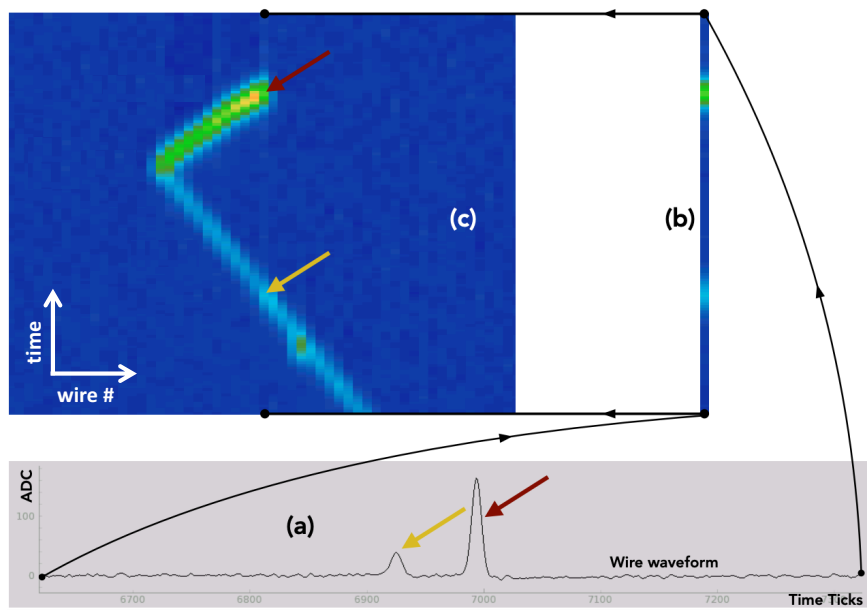 (c)
(b)
time
wire #
ADC
100
0
(a)
Wire waveform
6700
6800
6900
7000
7100
7200
Time Ticks